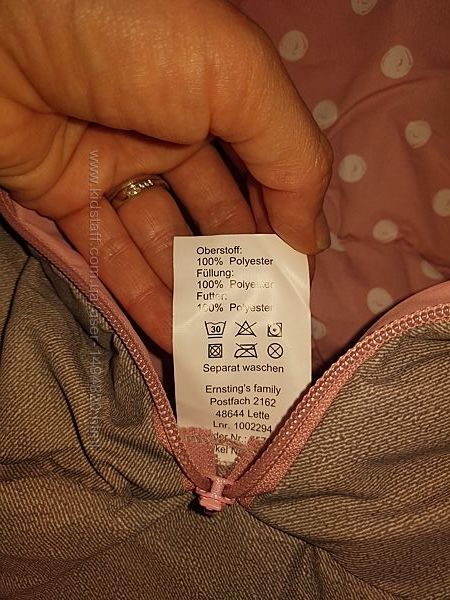 Oberstoff:
100% Polyester
Füllung:
100% Polyester
Futter:
100% Polyester
30
Separat waschen
Ernsting's family
Postfach 2162
48644 Lette
Lnr. 1002294